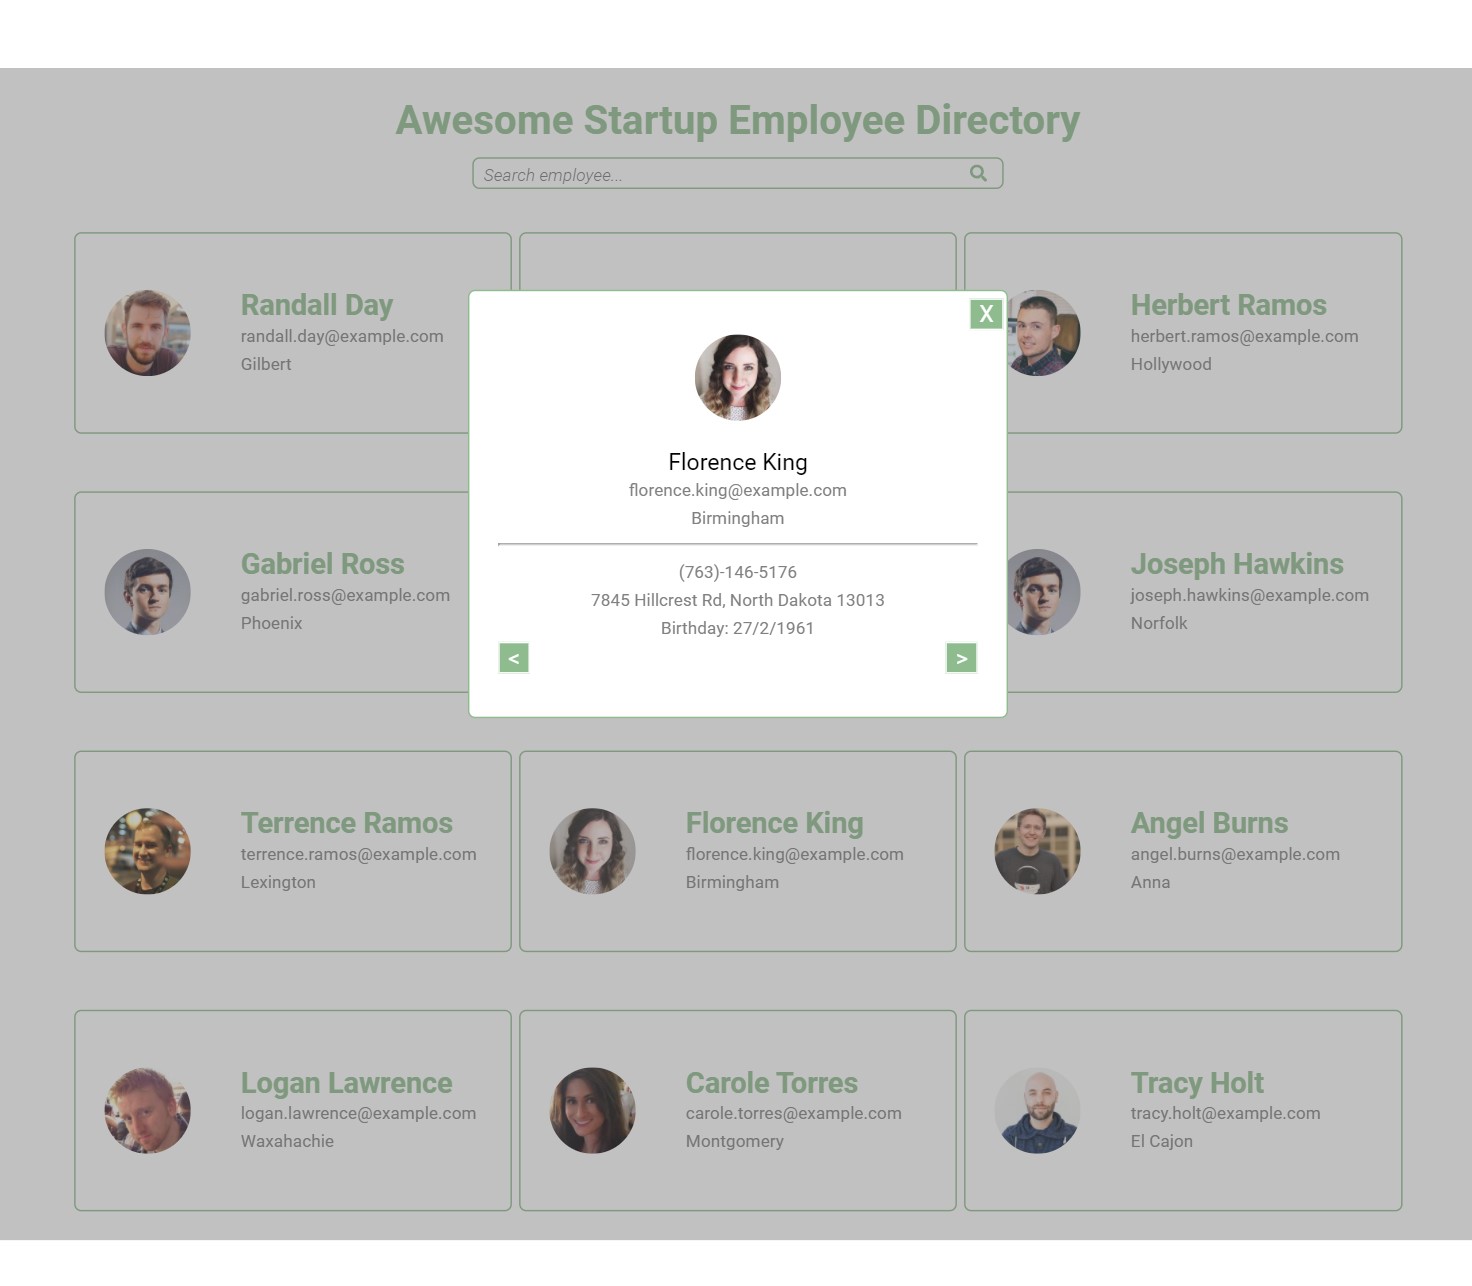 Awesome Startup Employee Directory
Search employee...
Randall Day
randall.day@example.com
Gilbert
Herbert Ramos
herbert.ramos@example.com
Hollywood
X
Florence King
florence.king@example.com
Birmingham
(763)-146-5176
7845 Hillcrest Rd, North Dakota 13013
Birthday: 27/2/1961
<
>
Gabriel Ross
gabriel.ross@example.com
Phoenix
Joseph Hawkins
joseph.hawkins@example.com
Norfolk
Terrence Ramos
terrence.ramos@example.com
Lexington
Florence King
florence.king@example.com
Birmingham
Angel Burns
angel.burns@example.com
Anna
Logan Lawrence
logan.lawrence@example.com
Waxahachie
Carole Torres
carole.torres@example.com
Montgomery
Tracy Holt
tracy.holt@example.com
El Cajon